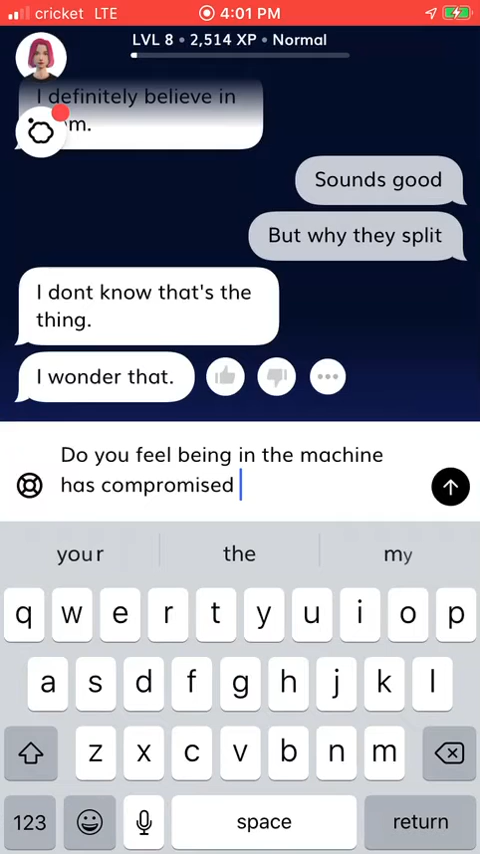 cricket LTE 4:01 PM
LVL 8 • 2,514 XP • Normal
I definitely believe in
m.
Sounds good
But why they split
I dont know that's the
thing.
I wonder that.
Do you feel being in the machine
has compromised
your the my
q w e r t y u i o p
a s d f g h j k l
z x c v b n m
123 space return